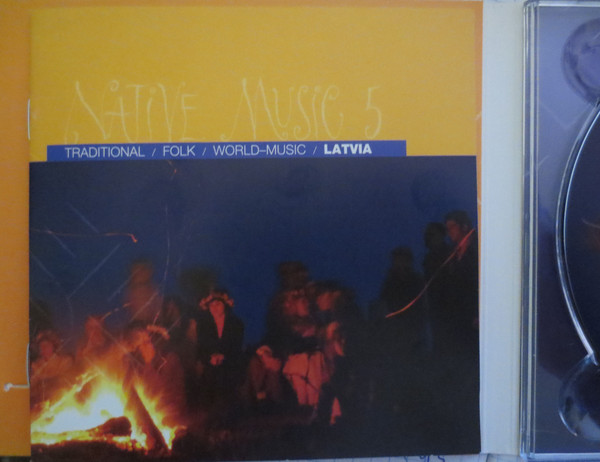 NATiVE MUSiC 5
TRADITIONAL / FOLK / WORLD-MUSIC / LATVIA